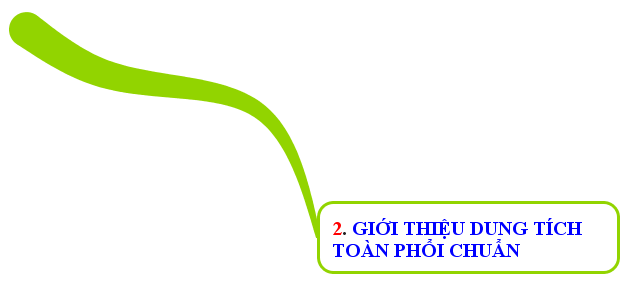 2. GIỚI THIỆU DUNG TÍCH
TOÀN PHỔI CHUẨN